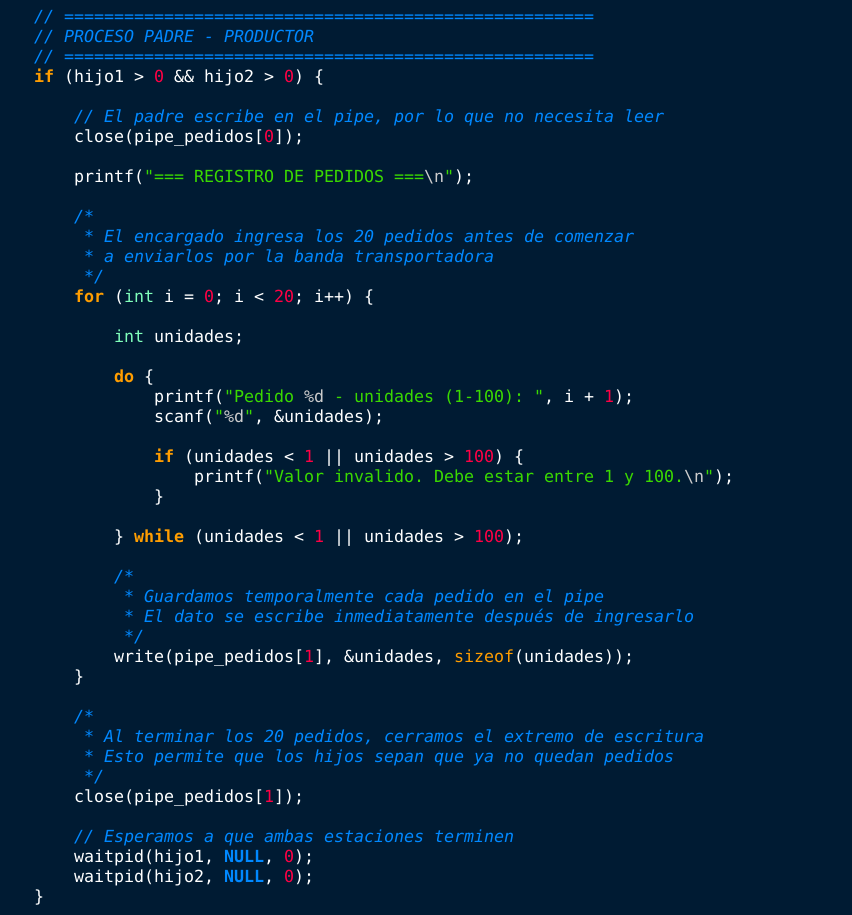 // =====================================================
// PROCESO PADRE - PRODUCTOR
// =====================================================
if (hijo1 > 0 && hijo2 > 0) {
// El padre escribe en el pipe, por lo que no necesita leer
close(pipe_pedidos[0]);
printf("=== REGISTRO DE PEDIDOS ===\n");
/*
* El encargado ingresa los 20 pedidos antes de comenzar
* a enviarlos por la banda transportadora
*/
for (int i = 0; i < 20; i++) {
int unidades;
do {
printf("Pedido %d - unidades (1-100): ", i + 1);
scanf("%d", &unidades);
if (unidades < 1 || unidades > 100) {
printf("Valor invalido. Debe estar entre 1 y 100.\n");
}
} while (unidades < 1 || unidades > 100);
/*
* Guardamos temporalmente cada pedido en el pipe
* El dato se escribe inmediatamente después de ingresarlo
*/
write(pipe_pedidos[1], &unidades, sizeof(unidades));
}
/*
* Al terminar los 20 pedidos, cerramos el extremo de escritura
* Esto permite que los hijos sepan que ya no quedan pedidos
*/
close(pipe_pedidos[1]);
// Esperamos a que ambas estaciones terminen
waitpid(hijo1, NULL, 0);
waitpid(hijo2, NULL, 0);
}